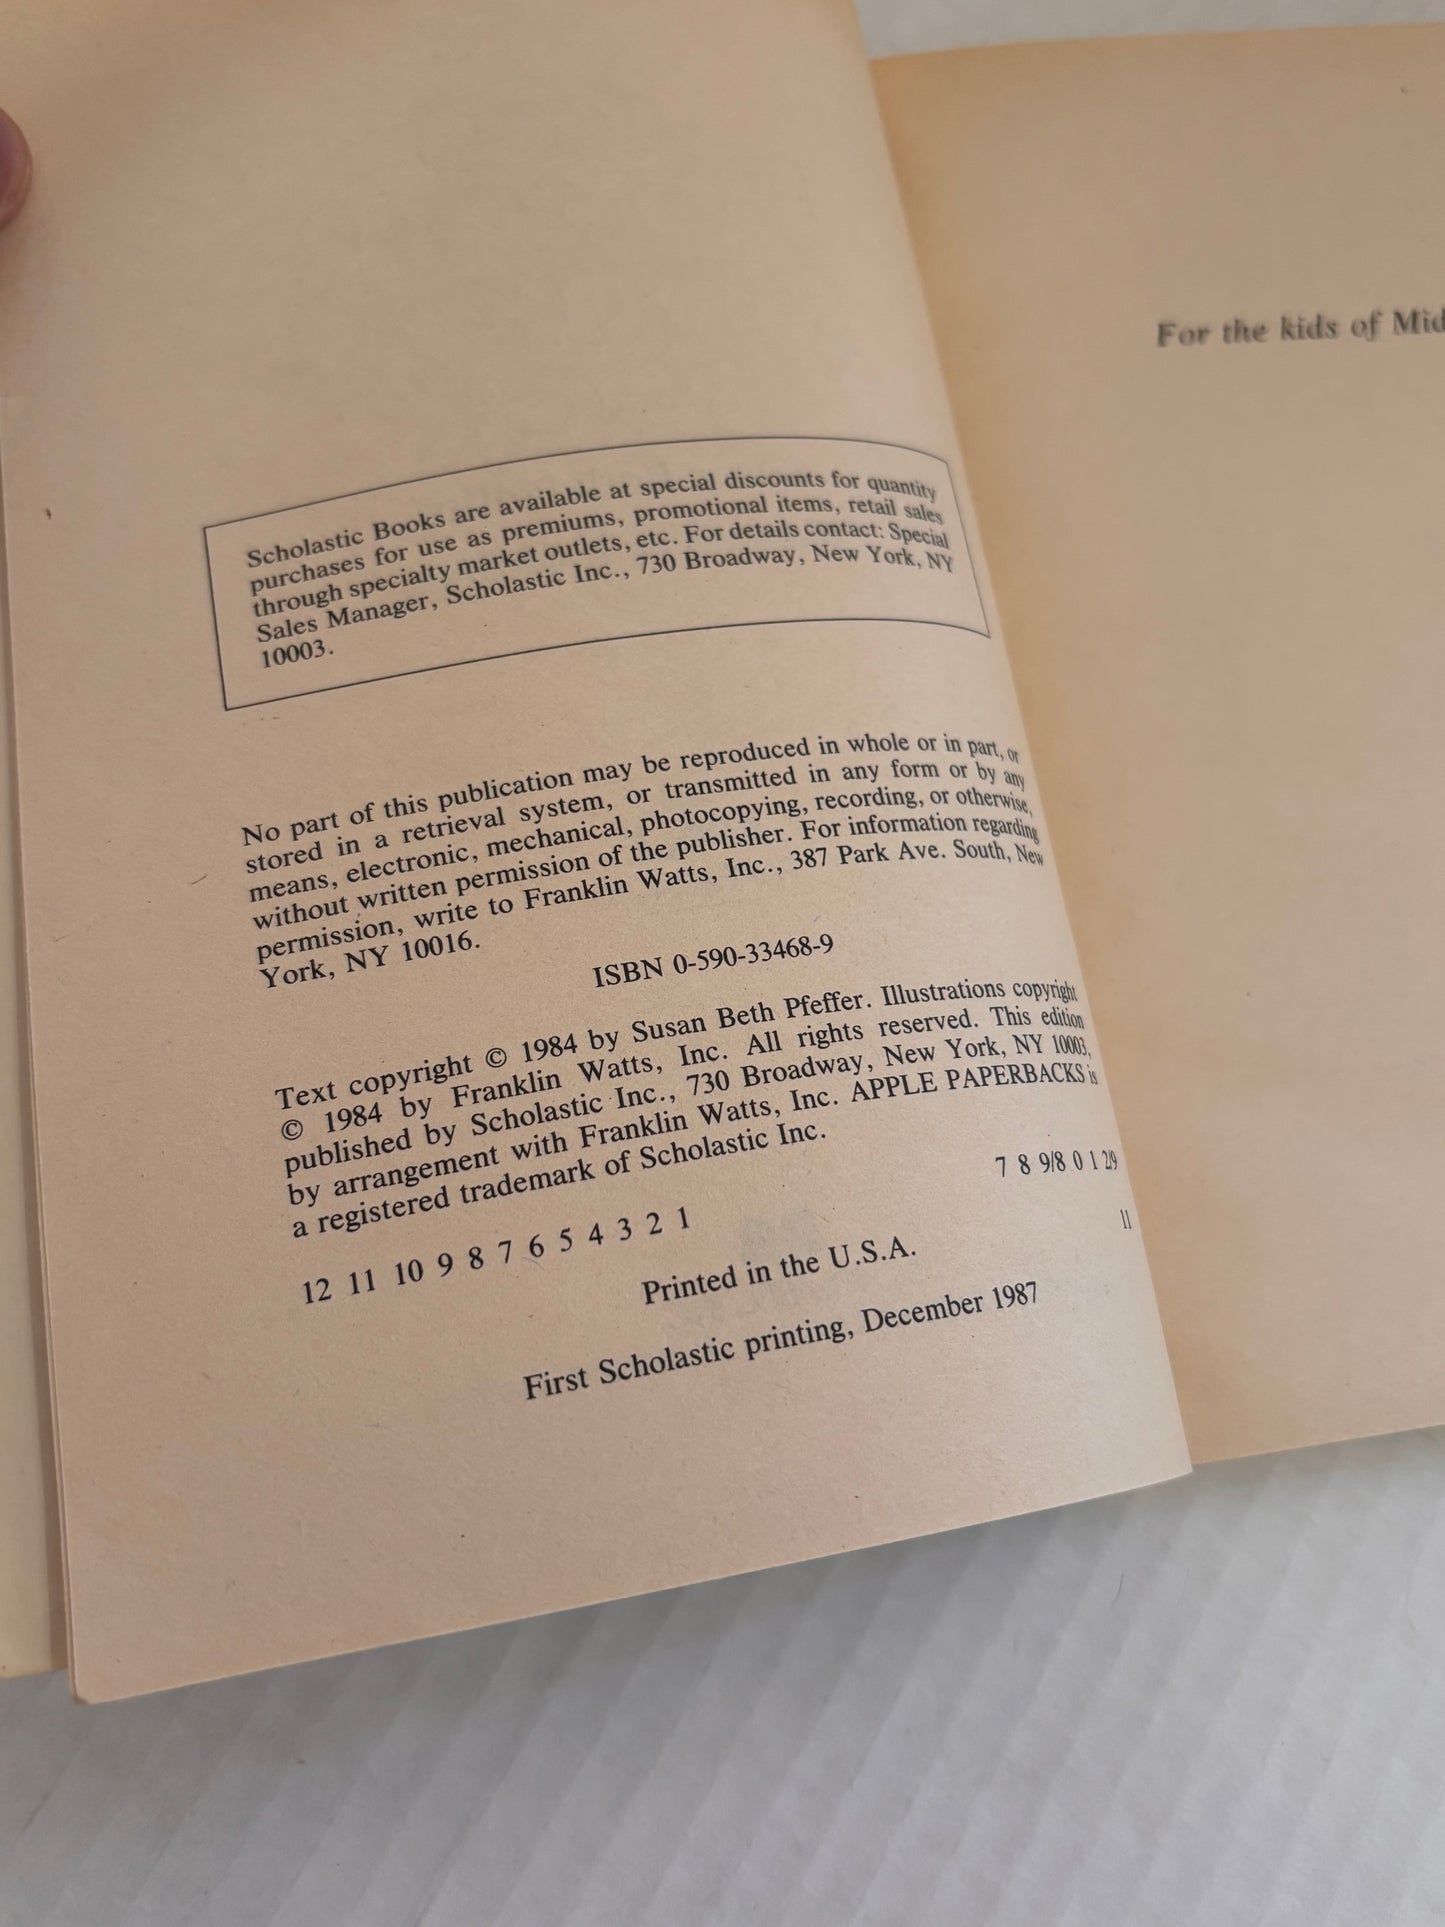 Scholastic Books are available at special discounts for quantity
purchases for use as premiums, promotional items, retail sales
through specialty market outlets, etc. For details contact: Special
Sales Manager, Scholastic Inc., 730 Broadway, New York, NY
10003.
No part of this publication may be reproduced in whole or in part, or
stored in a retrieval system, or transmitted in any form or by any
means, electronic, mechanical, photocopying, recording, or otherwise,
without written permission of the publisher. For information regarding
permission, write to Franklin Watts, Inc., 387 Park Ave. South, New
York, NY 10016.
ISBN 0-590-33468-9
Text copyright © 1984 by Susan Beth Pfeffer. Illustrations copyright
© 1984 by Franklin Watts, Inc. All rights reserved. This edition
published by Scholastic Inc., 730 Broadway, New York, NY 10003,
by arrangement with Franklin Watts, Inc. APPLE PAPERBACKS is
a registered trademark of Scholastic Inc.
12 11 10 9 8 7 6 5 4 3 2 1
7 8 9/8 0 1 2/9
Printed in the U.S.A.
11
First Scholastic printing, December 1987
For the kids of Mid